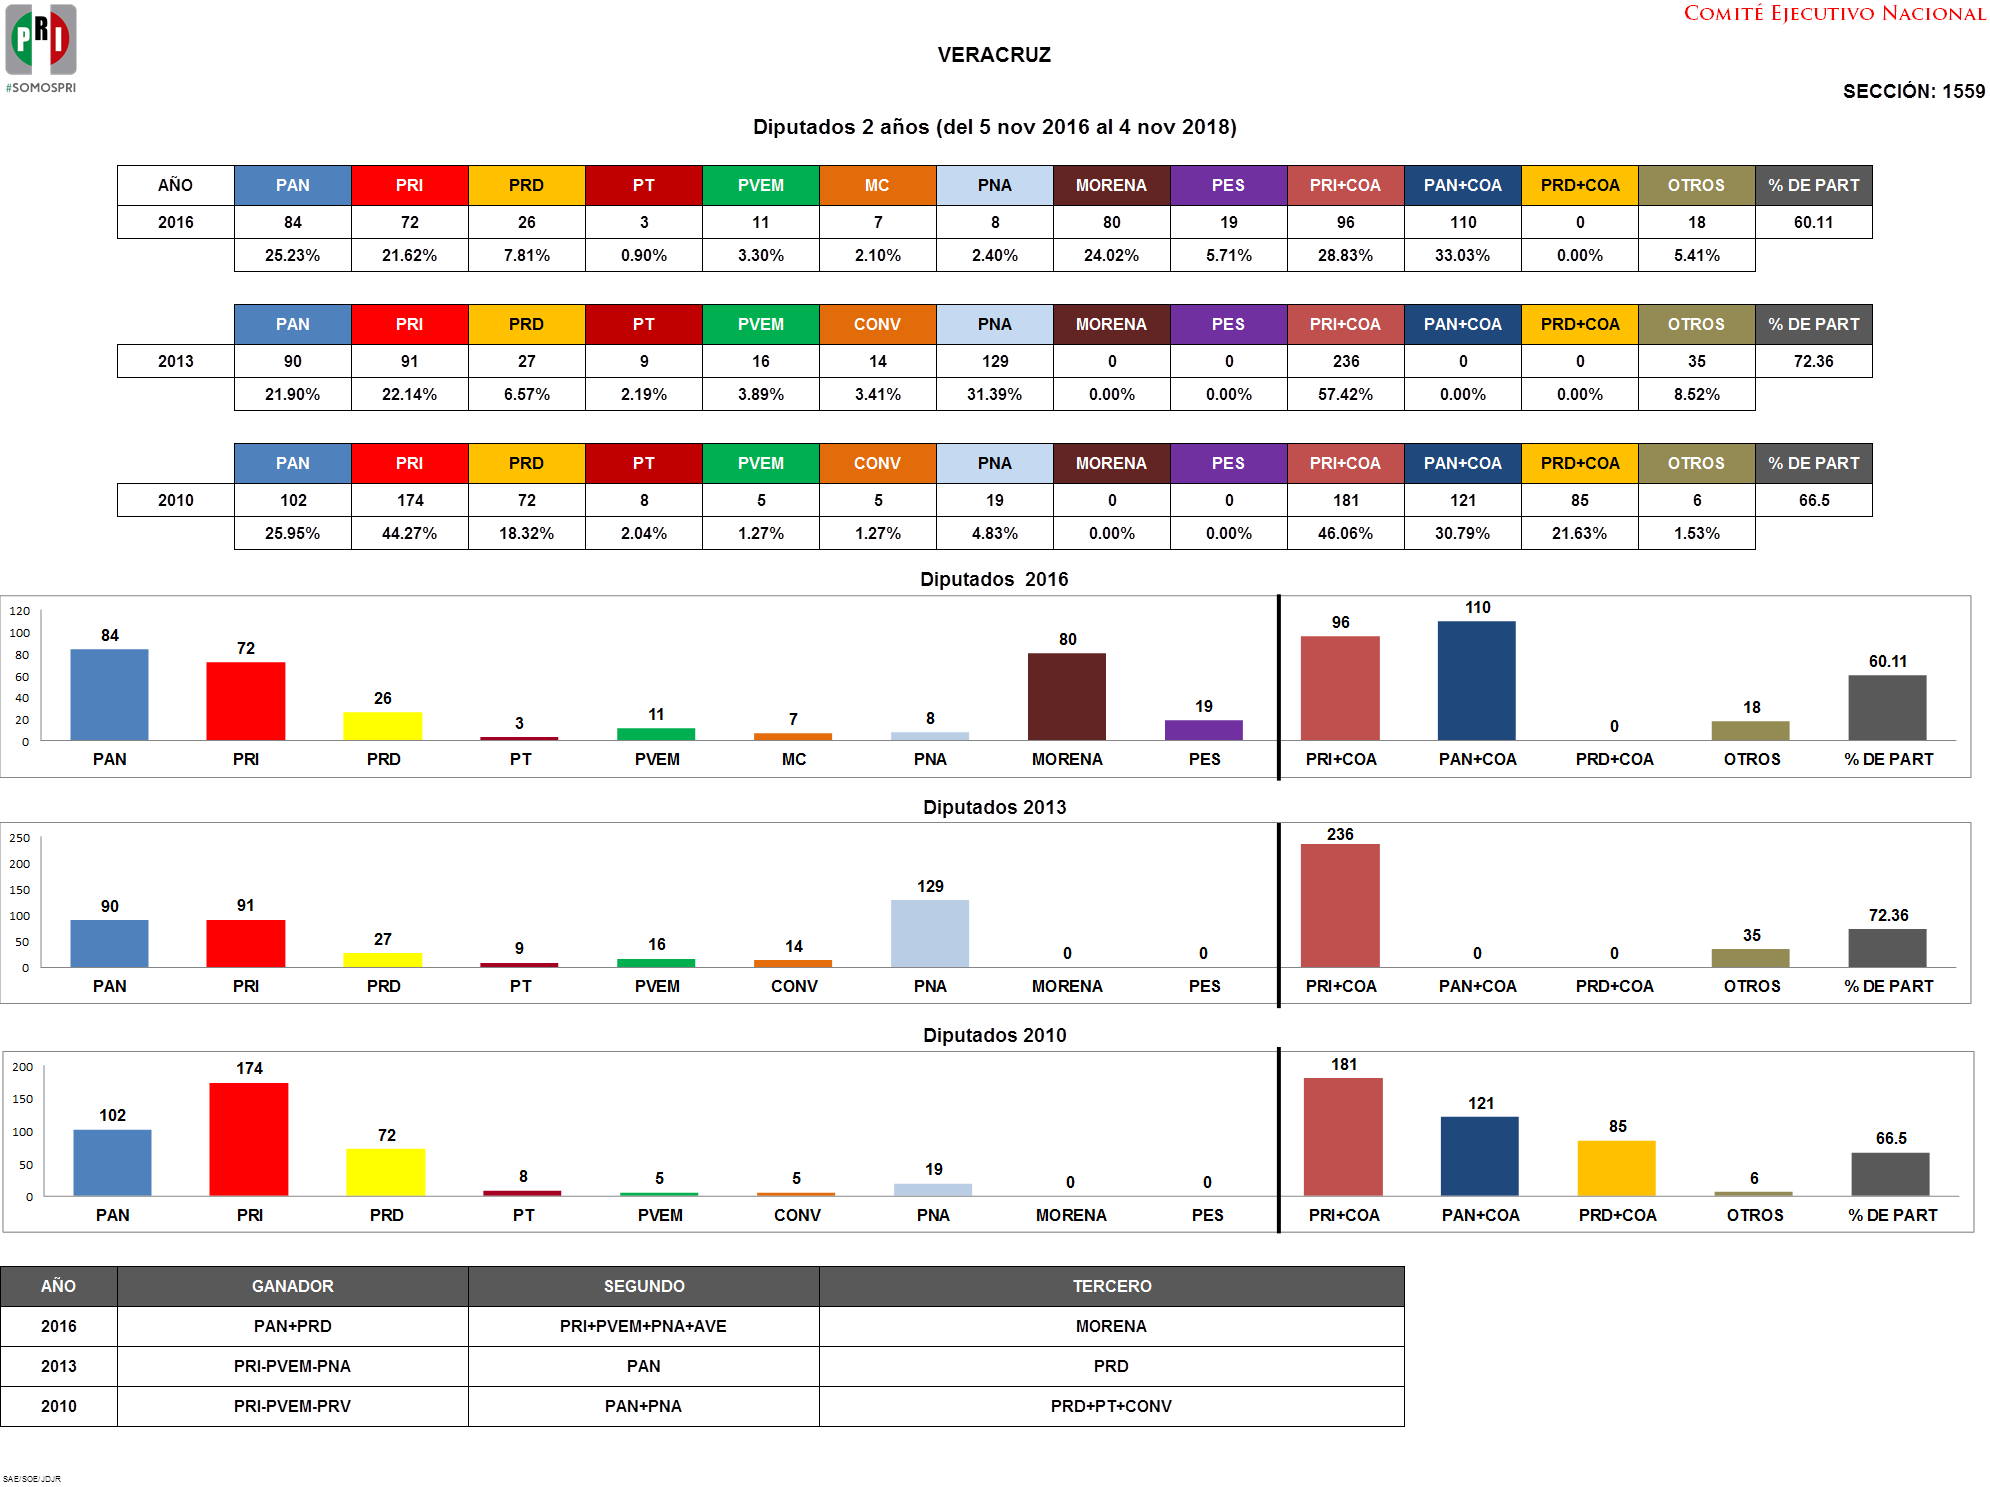 PRI
#SOMOSPRI
COMITÉ EJECUTIVO NACIONAL
VERACRUZ
SECCIÓN: 1559
Diputados 2 años (del 5 nov 2016 al 4 nov 2018)
AÑO PAN PRI PRD PT PVEM MC PNA MORENA PES PRI+COA PAN+COA PRD+COA OTROS % DE PART
2016 84 72 26 3 11 7 8 80 19 96 110 0 18 60.11
25.23% 21.62% 7.81% 0.90% 3.30% 2.10% 2.40% 24.02% 5.71% 28.83% 33.03% 0.00% 5.41%
PAN PRI PRD PT PVEM CONV PNA MORENA PES PRI+COA PAN+COA PRD+COA OTROS % DE PART
2013 90 91 27 9 16 14 129 0 0 236 0 0 35 72.36
21.90% 22.14% 6.57% 2.19% 3.89% 3.41% 31.39% 0.00% 0.00% 57.42% 0.00% 0.00% 8.52%
PAN PRI PRD PT PVEM CONV PNA MORENA PES PRI+COA PAN+COA PRD+COA OTROS % DE PART
2010 102 174 72 8 5 5 19 0 0 181 121 85 6 66.5
25.95% 44.27% 18.32% 2.04% 1.27% 1.27% 4.83% 0.00% 0.00% 46.06% 30.79% 21.63% 1.53%
Diputados 2016
120
100
80
60
40
20
0
84 72 26 3 11 7 8 80 19 96 110 0 18 60.11
PAN PRI PRD PT PVEM MC PNA MORENA PES PRI+COA PAN+COA PRD+COA OTROS % DE PART
Diputados 2013
250
200
150
100
50
0
90 91 27 9 16 14 129 0 0 236 0 0 35 72.36
PAN PRI PRD PT PVEM CONV PNA MORENA PES PRI+COA PAN+COA PRD+COA OTROS % DE PART
Diputados 2010
200
150
100
50
0
102 174 72 8 5 5 19 0 0 181 121 85 6 66.5
PAN PRI PRD PT PVEM CONV PNA MORENA PES PRI+COA PAN+COA PRD+COA OTROS % DE PART
AÑO GANADOR SEGUNDO TERCERO
2016 PAN+PRD PRI+PVEM+PNA+AVE MORENA
2013 PRI-PVEM-PNA PAN PRD
2010 PRI-PVEM-PRV PAN+PNA PRD+PT+CONV
SAE/SOE/JDJR